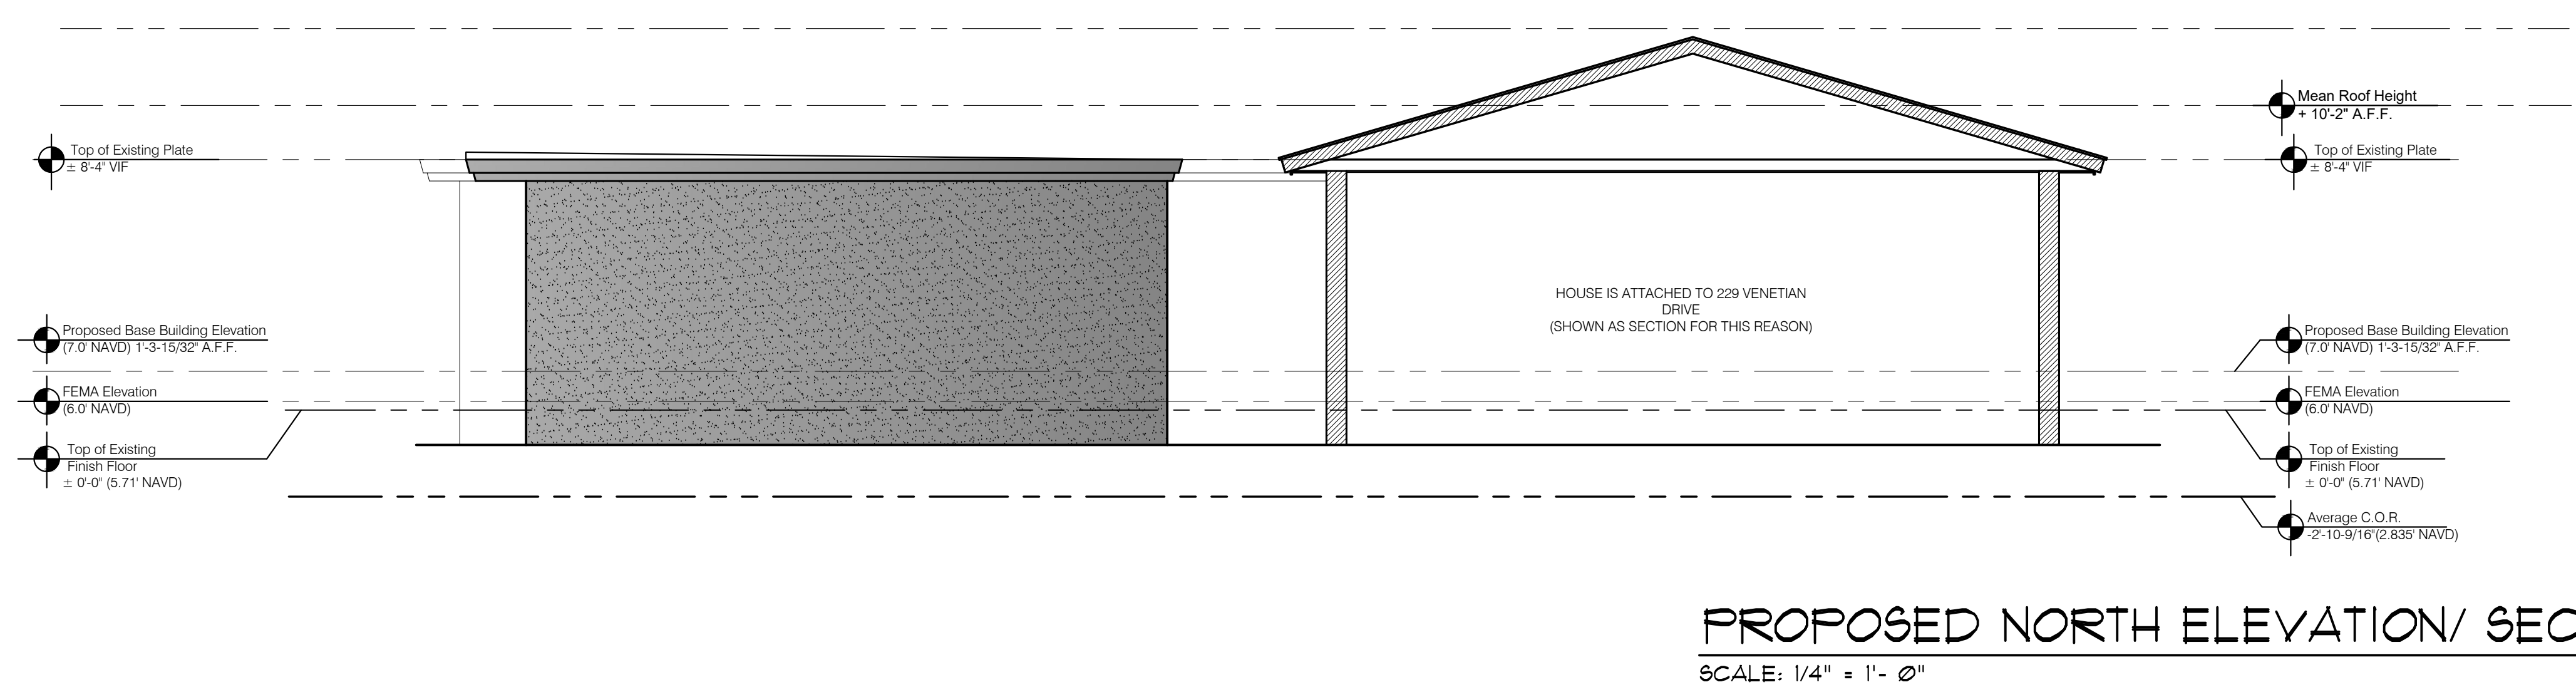 Mean Roof Height
+ 10'-2" A.F.F.
Top of Existing Plate
± 8'-4" VIF
Top of Existing Plate
± 8'-4" VIF
HOUSE IS ATTACHED TO 229 VENETIAN
DRIVE
(SHOWN AS SECTION FOR THIS REASON)
Proposed Base Building Elevation
(7.0' NAVD) 1'-3-15/32" A.F.F.
FEMA Elevation
(6.0' NAVD)
Top of Existing
Finish Floor
± 0'-0" (5.71' NAVD)
Proposed Base Building Elevation
(7.0' NAVD) 1'-3-15/32" A.F.F.
FEMA Elevation
(6.0' NAVD)
Top of Existing
Finish Floor
± 0'-0" (5.71' NAVD)
Average C.O.R.
-2'-10-9/16"(2.835' NAVD)
PROPOSED NORTH ELEVATION/ SEC
SCALE: 1/4" = 1'- 0"